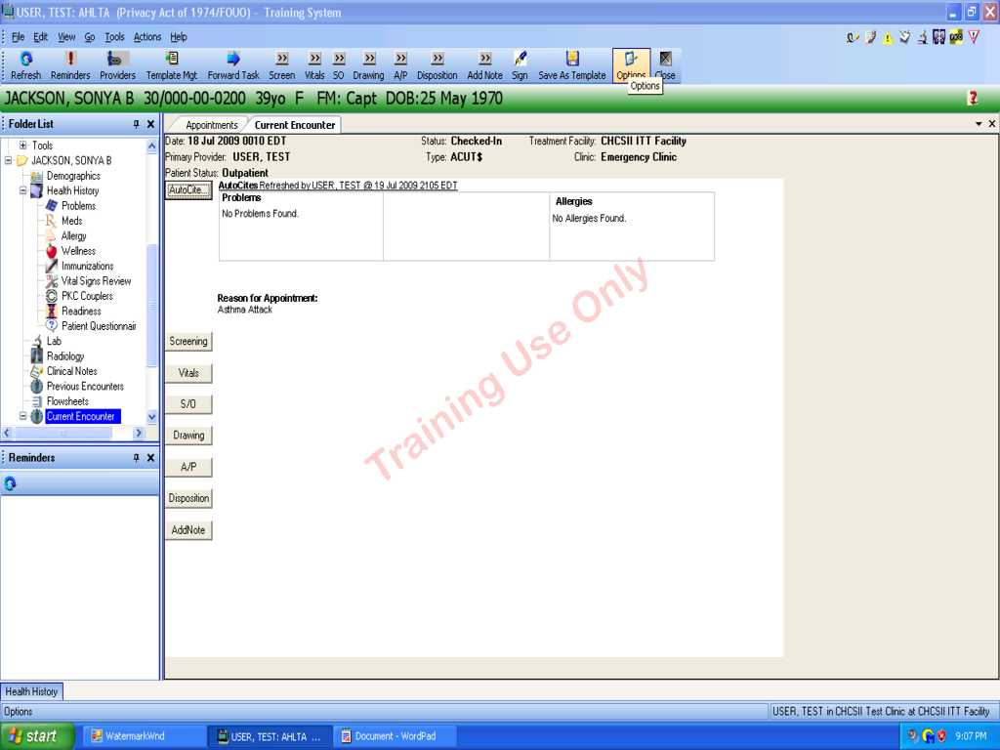 USER, TEST: AHLTA (Privacy Act of 1974/FOUO) - Training System
File Edit View Go Tools Actions Help
Refresh Reminders Providers Template Mgt Forward Task Screen Vitals SO Drawing A/P Disposition Add Note Sign Save As Template Options Close
Options
JACKSON, SONYA B 30/000-00-0200 39yo F FM: Capt DOB:25 May 1970
FolderList
Appointments Current Encounter
Date: 18 Jul 2009 0010 EDT Status: Checked-In Treatment Facility: CHCSII ITT Facility
Primary Provider: USER, TEST Type: ACUT$ Clinic: Emergency Clinic
Patient Status: Outpatient
Tools
JACKSON, SONYA B
Demographics
Health History
Problems
Meds
Allergy
Wellness
Immunizations
Vital Signs Review
PKC Couplers
Readiness
Patient Questionnair
Lab
Radiology
Clinical Notes
Previous Encounters
Flowsheets
Current Encounter
Reminders
AutoCite...
AutoCites Refreshed by USER, TEST @ 19 Jul 2009 2105 EDT
Problems
No Problems Found.
Allergies
No Allergies Found.
Reason for Appointment:
Asthma Attack
Training Use Only
Screening
Vitals
S/O
Drawing
A/P
Disposition
AddNote
Health History
Options USER, TEST in CHCSII Test Clinic at CHCSII ITT Facility
start WatermarkWnd USER, TEST: AHLTA ... Document - WordPad 9:07 PM